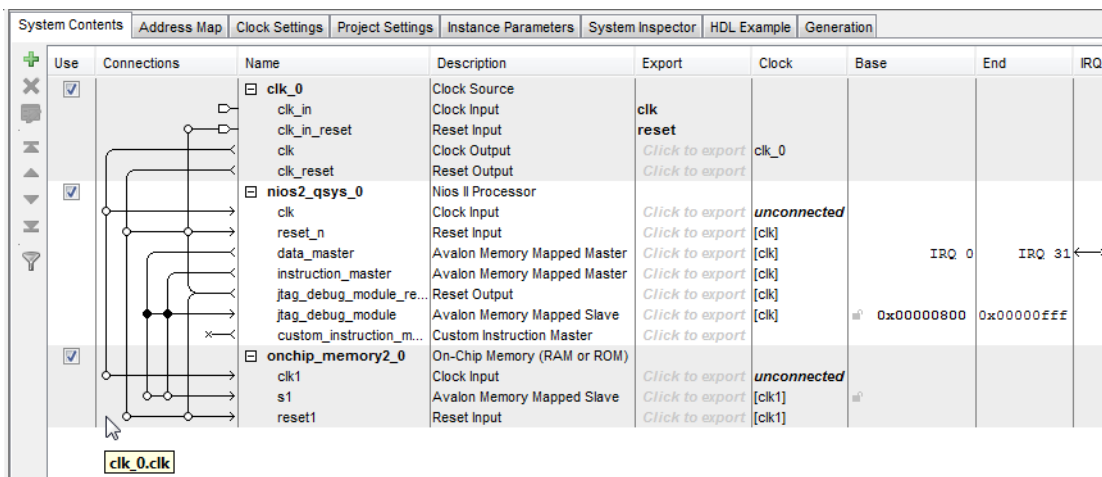 System Contents Address Map Clock Settings Project Settings Instance Parameters System Inspector HDL Example Generation
Use Connections Name Description Export Clock Base End IRQ
clk_0 Clock Source
clk_in Clock Input clk
clk_in_reset Reset Input reset
clk Clock Output Click to export clk_0
clk_reset Reset Output Click to export
nios2_qsys_0 Nios II Processor
clk Clock Input Click to export unconnected
reset_n Reset Input Click to export [clk]
data_master Avalon Memory Mapped Master Click to export [clk] IRQ 0 IRQ 31
instruction_master Avalon Memory Mapped Master Click to export [clk]
jtag_debug_module_re... Reset Output Click to export [clk]
jtag_debug_module Avalon Memory Mapped Slave Click to export [clk] 0x00000800 0x00000fff
custom_instruction_m... Custom Instruction Master Click to export
onchip_memory2_0 On-Chip Memory (RAM or ROM)
clk1 Clock Input Click to export unconnected
s1 Avalon Memory Mapped Slave Click to export [clk1]
reset1 Reset Input Click to export [clk1]
clk_0.clk